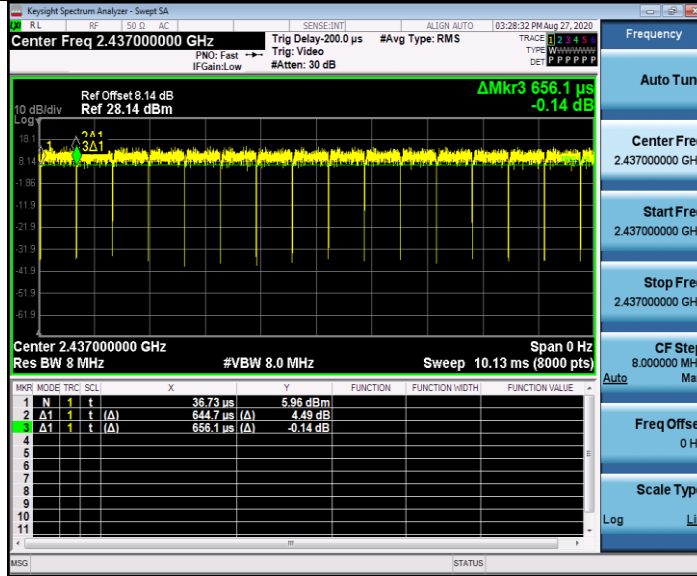 Keysight Spectrum Analyzer - Swept SA
RL RF 50 Ω AC SENSE:INT ALIGN AUTO 03:28:32 PM Aug 27, 2020
Center Freq 2.437000000 GHz
PNO: Fast
IFGain:Low
Trig Delay-200.0 µs
Trig: Video
#Atten: 30 dB
#Avg Type: RMS
TRACE 1 2 3 4 5 6
TYPE
DET P P P P P P
Frequency
ΔMkr3 656.1 µs
-0.14 dB
Ref Offset 8.14 dB
10 dB/div Ref 28.14 dBm
Log
18.1
8.14
-1.86
-11.9
-21.9
-31.9
-41.9
-51.9
-61.9
1
2Δ1
3Δ1
Center 2.437000000 GHz Span 0 Hz
Res BW 8 MHz #VBW 8.0 MHz Sweep 10.13 ms (8000 pts)
MKR MODE TRC SCL X Y FUNCTION FUNCTION WIDTH FUNCTION VALUE
1 N 1 t 36.73 µs 5.96 dBm
2 Δ1 1 t (Δ) 644.7 µs (Δ) 4.49 dB
3 Δ1 1 t (Δ) 656.1 µs (Δ) -0.14 dB
4
5
6
7
8
9
10
11
MSG STATUS
Auto Tun
Center Fre
2.437000000 GH
Start Fre
2.437000000 GH
Stop Fre
2.437000000 GH
CF Step
8.000000 MH
Auto Ma
Freq Offse
0 H
Scale Typ
Log Li